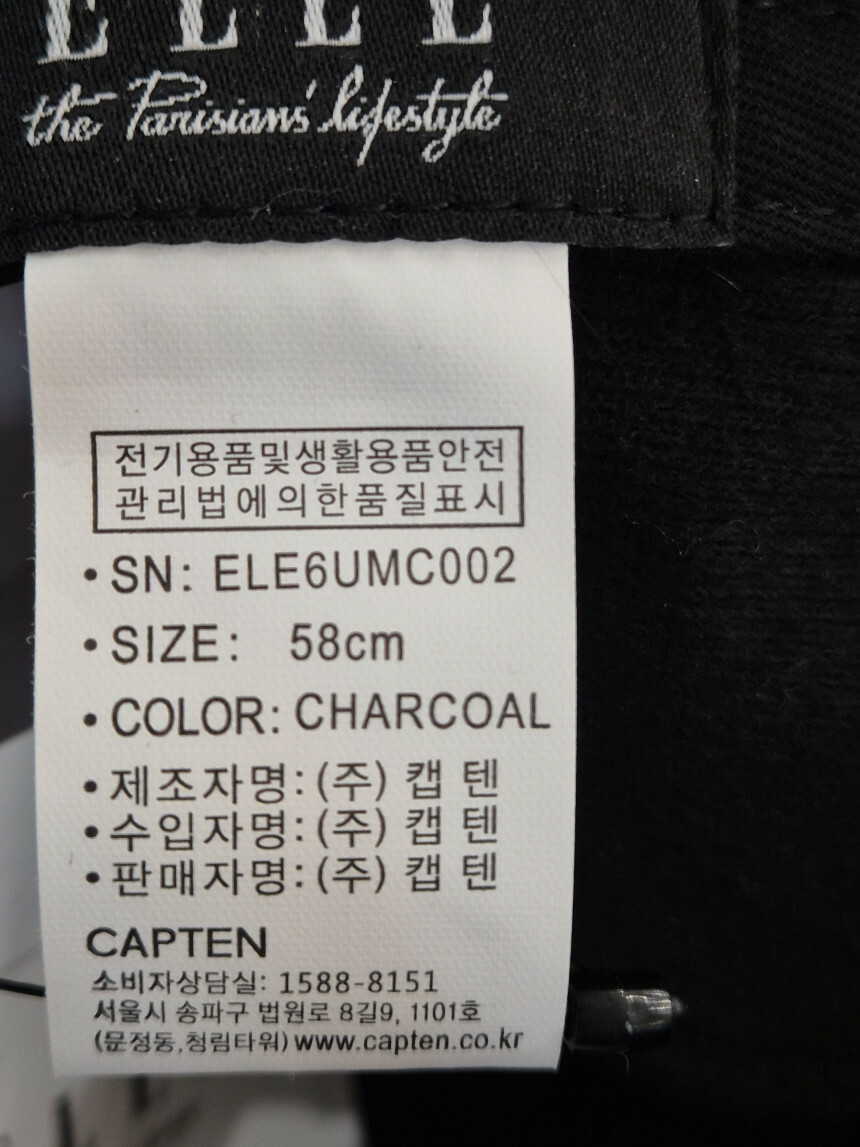 ELLE
the Parisians' lifestyle
전기용품및생활용품안전
관리법에의한품질표시
• SN: ELE6UMC002
• SIZE: 58cm
• COLOR: CHARCOAL
• 제조자명: (주) 캡 텐
• 수입자명: (주) 캡 텐
• 판매자명: (주) 캡 텐
CAPTEN
소비자상담실: 1588-8151
서울시 송파구 법원로 8길9, 1101호
(문정동,청림타워) www.capten.co.kr